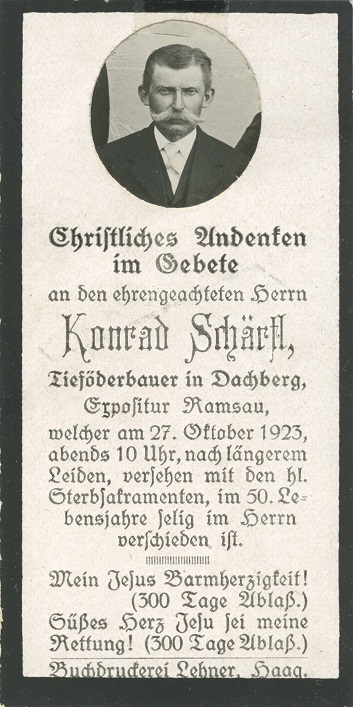 Christliches Andenken
im Gebete
an den ehrengeachteten Herrn
Konrad Schärfl,
Tieföderbauer in Dachberg,
Expositur Ramsau,
welcher am 27. Oktober 1923,
abends 10 Uhr, nach längerem
Leiden, versehen mit den hl.
Sterbsakramenten, im 50. Le-
bensjahre selig im Herrn
verschieden ist.
Mein Jesus Barmherzigkeit!
(300 Tage Ablaß.)
Süßes Herz Jesu sei meine
Rettung! (300 Tage Ablaß.)
Buchdruckerei Lehner, Haag.